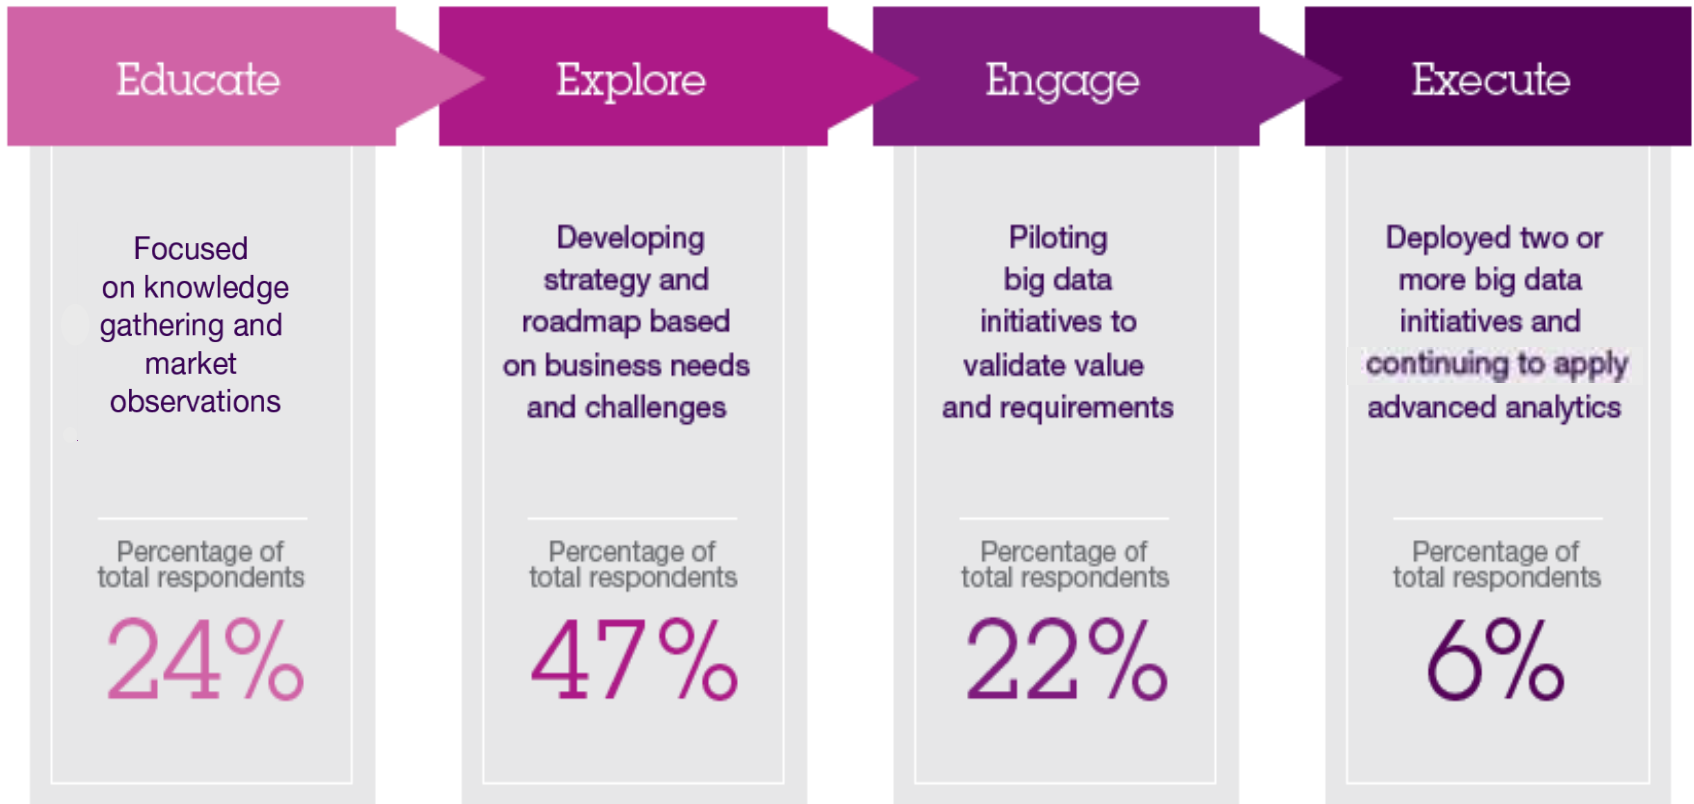 Educate
Explore
Engage
Execute
Focused
on knowledge
gathering and
market
observations
Percentage of
total respondents
24%
Developing
strategy and
roadmap based
on business needs
and challenges
Percentage of
total respondents
47%
Piloting
big data
initiatives to
validate value
and requirements
Percentage of
total respondents
22%
Deployed two or
more big data
initiatives and
continuing to apply
advanced analytics
Percentage of
total respondents
6%